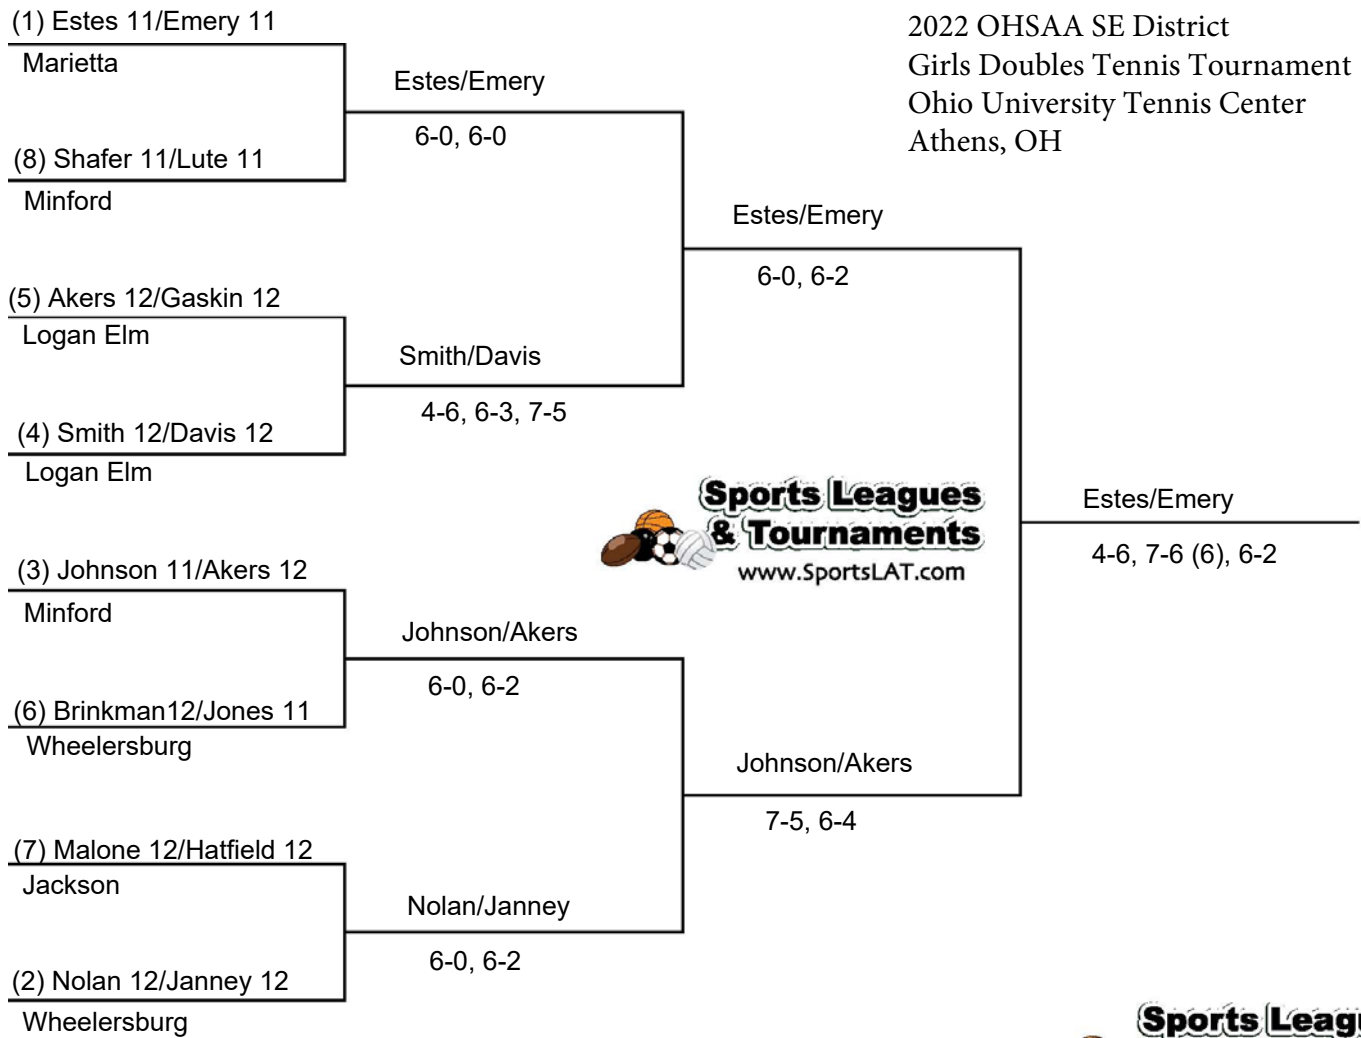 2022 OHSAA SE District
Girls Doubles Tennis Tournament
Ohio University Tennis Center
Athens, OH
(1) Estes 11/Emery 11
Marietta
(8) Shafer 11/Lute 11
Minford
(5) Akers 12/Gaskin 12
Logan Elm
(4) Smith 12/Davis 12
Logan Elm
(3) Johnson 11/Akers 12
Minford
(6) Brinkman12/Jones 11
Wheelersburg
(7) Malone 12/Hatfield 12
Jackson
(2) Nolan 12/Janney 12
Wheelersburg
Estes/Emery
6-0, 6-0
Smith/Davis
4-6, 6-3, 7-5
Johnson/Akers
6-0, 6-2
Nolan/Janney
6-0, 6-2
Estes/Emery
6-0, 6-2
Johnson/Akers
7-5, 6-4
Estes/Emery
4-6, 7-6 (6), 6-2
Sports Leagues
& Tournaments
www.SportsLAT.com
Sports Leagu